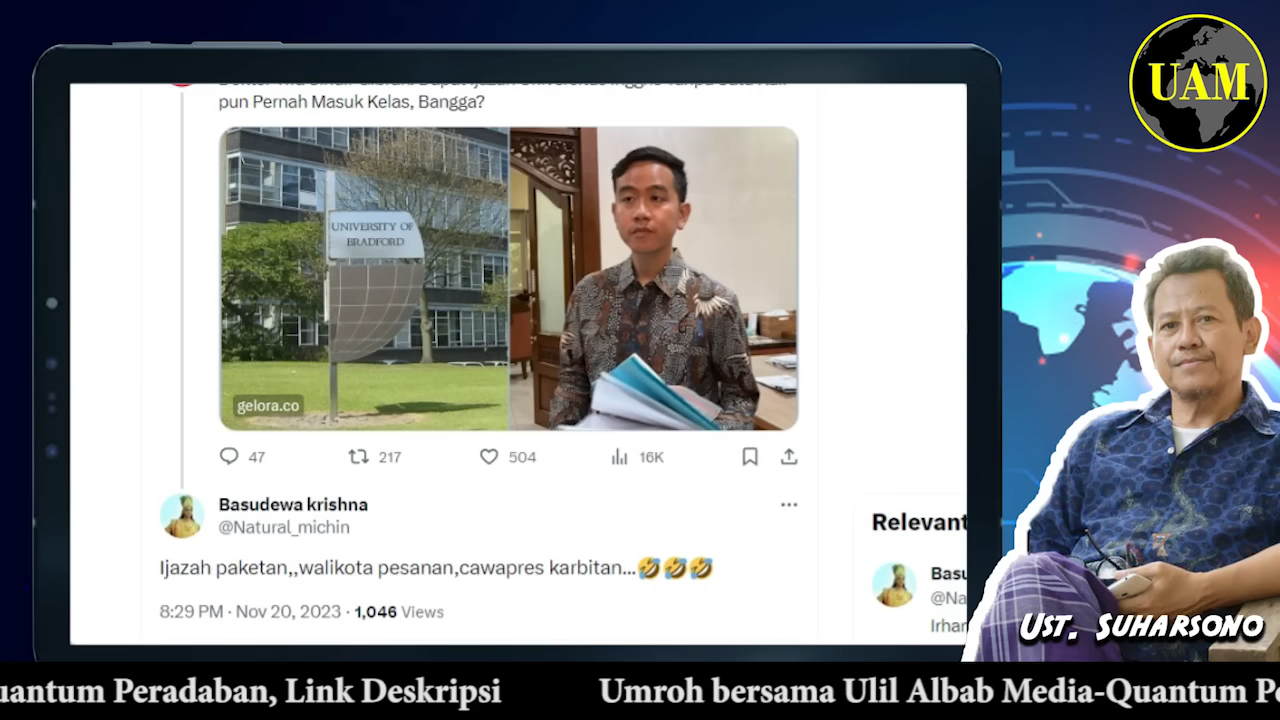 pun Pernah Masuk Kelas, Bangga?
UNIVERSITY OF
BRADFORD
gelora.co
47 217 504 16K
Basudewa krishna
@Natural_michin
Ijazah paketan,,walikota pesanan,cawapres karbitan...🤣🤣🤣
8:29 PM · Nov 20, 2023 · 1,046 Views
Relevant
Basu
@Na
Irhan
UAM
UST. SUHARSONO
uantum Peradaban, Link Deskripsi
Umroh bersama Ulil Albab Media-Quantum Pe